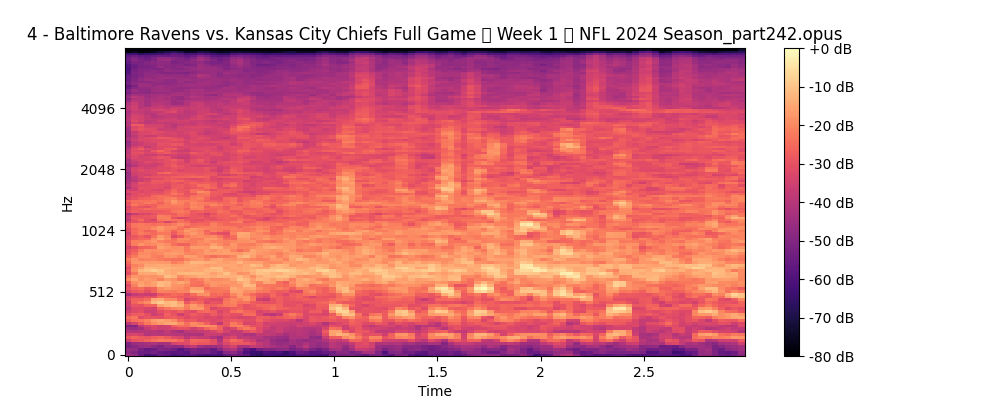 4 - Baltimore Ravens vs. Kansas City Chiefs Full Game ▯ Week 1 ▯ NFL 2024 Season_part242.opus
+0 dB
-10 dB
-20 dB
-30 dB
-40 dB
-50 dB
-60 dB
-70 dB
-80 dB
4096
2048
1024
512
0
Hz
0
0.5
1
1.5
2
2.5
Time